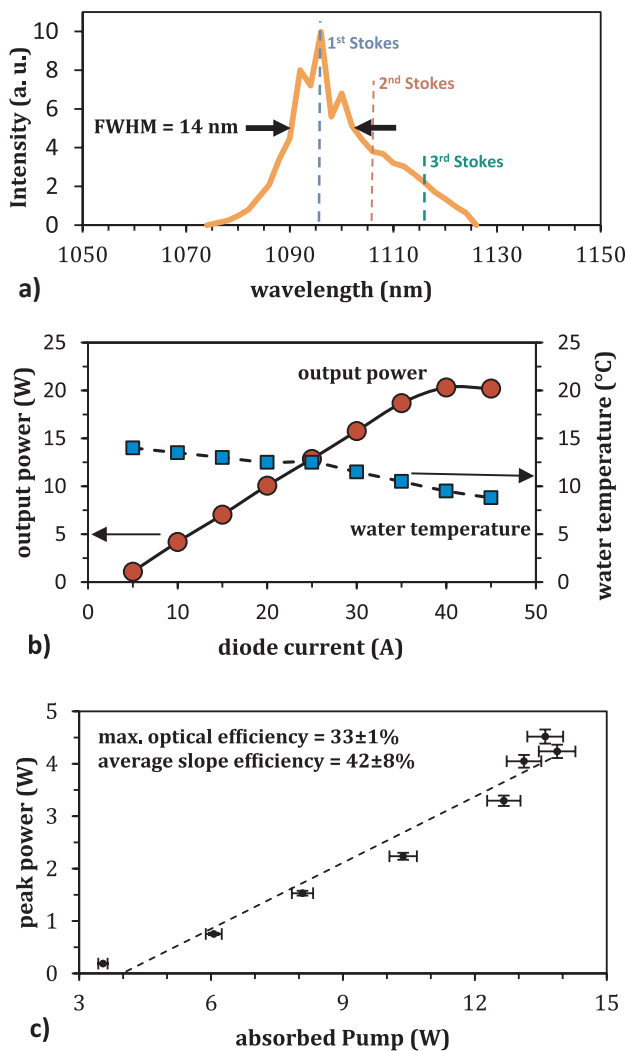 10
8
6
4
2
0
Intensity (a. u.)
1st Stokes
2nd Stokes
3rd Stokes
FWHM = 14 nm
1050 1070 1090 1110 1130 1150
wavelength (nm)
a)
25
20
15
10
5
0
output power (W)
output power
water temperature
25
20
15
10
5
0
water temperature (°C)
0 10 20 30 40 50
diode current (A)
b)
5
4
3
2
1
0
peak power (W)
max. optical efficiency = 33±1%
average slope efficiency = 42±8%
3 6 9 12 15
absorbed Pump (W)
c)